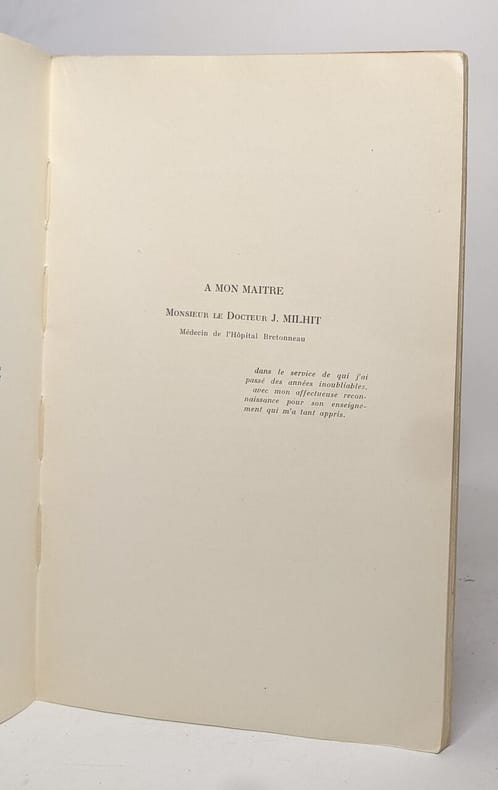 A MON MAITRE
Monsieur le Docteur J. MILHIT
Médecin de l'Hôpital Bretonneau
dans le service de qui j'ai
passé des années inoubliables,
avec mon affectueuse recon-
naissance pour son enseigne-
ment qui m'a tant appris.